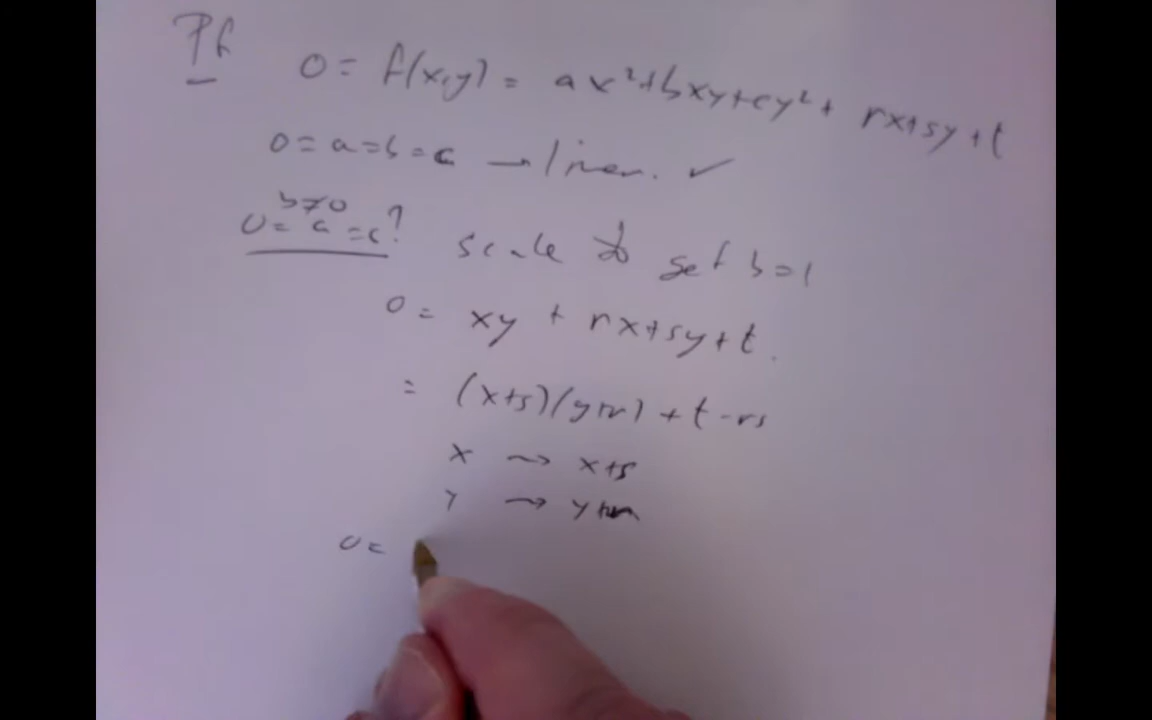 Pf
0 = f(x,y) = ax²+bxy+cy²+ rx+sy+t
0=a=b=c → linear. ✓
b≠0
0=a=c? scale to set b=1
0 = xy + rx+sy+t.
= (x+s)(y+r) + t-rs
x → x+s
y → y+r
0=